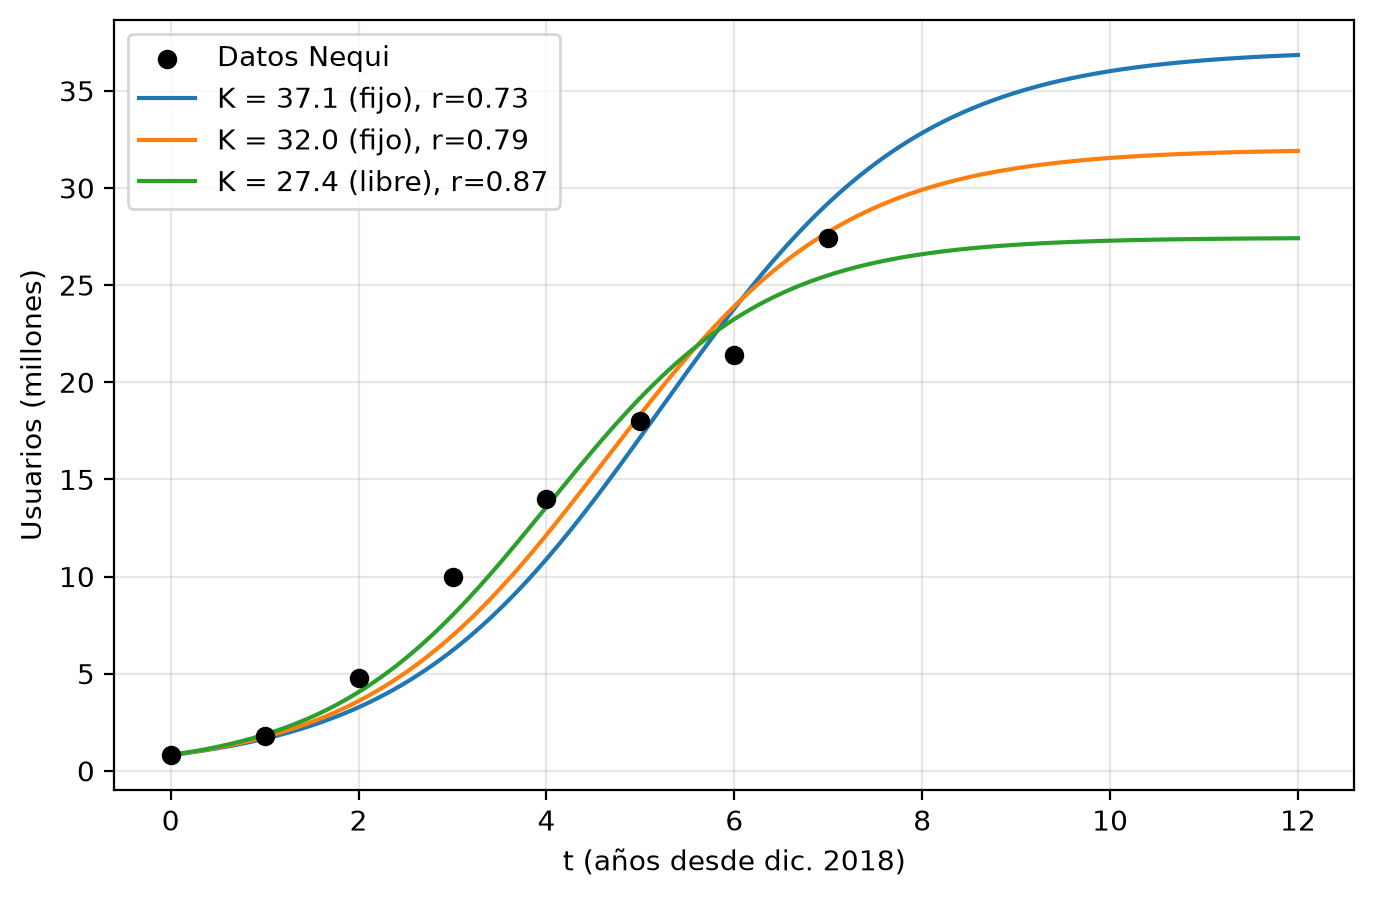 Datos Nequi
K = 37.1 (fijo), r=0.73
K = 32.0 (fijo), r=0.79
K = 27.4 (libre), r=0.87
Usuarios (millones)
35
30
25
20
15
10
5
0
0 2 4 6 8 10 12
t (años desde dic. 2018)